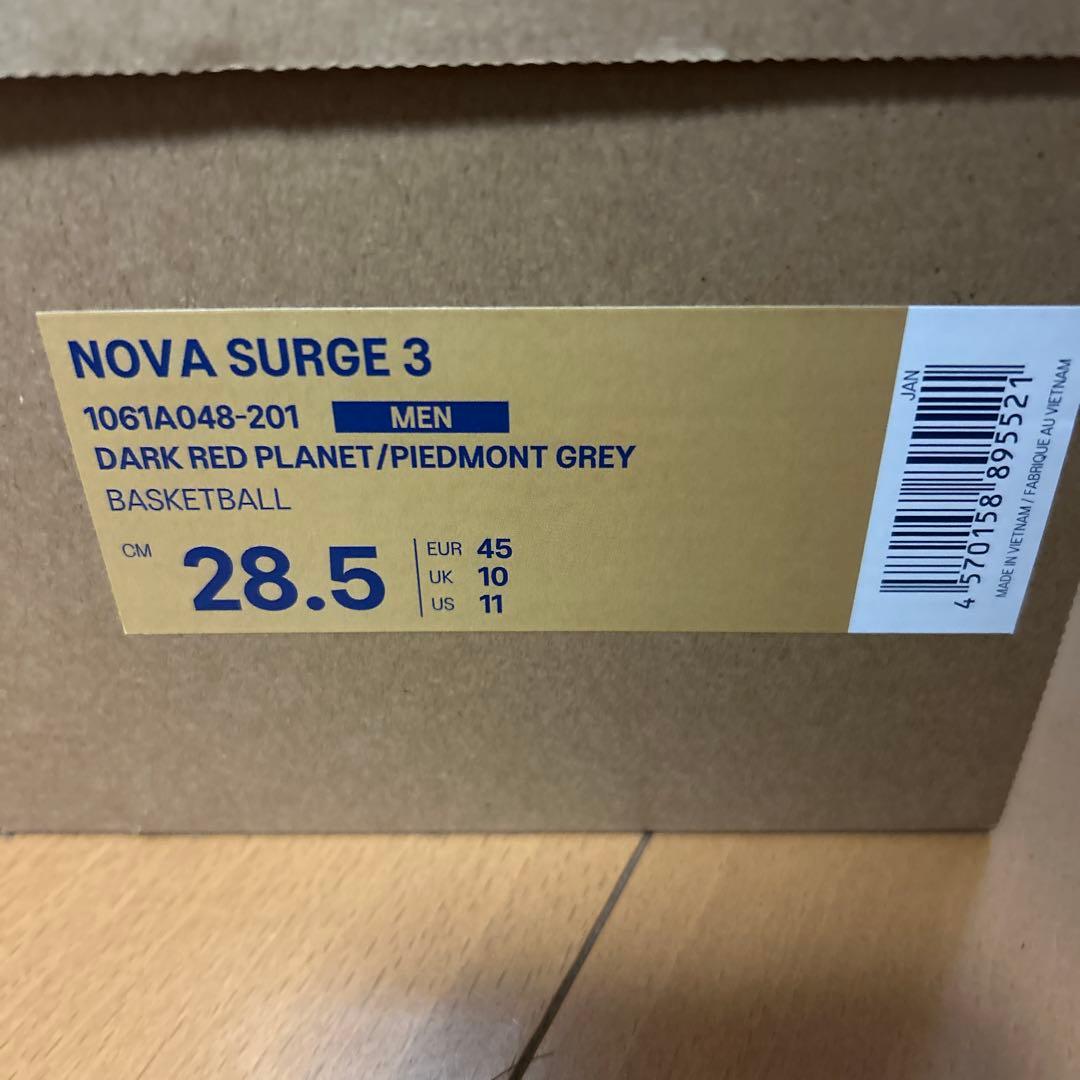 NOVA SURGE 3
1061A048-201 MEN
DARK RED PLANET/PIEDMONT GREY
BASKETBALL
CM 28.5
EUR 45
UK 10
US 11
JAN
4 570158 895521
MADE IN VIETNAM / FABRIQUE AU VIETNAM